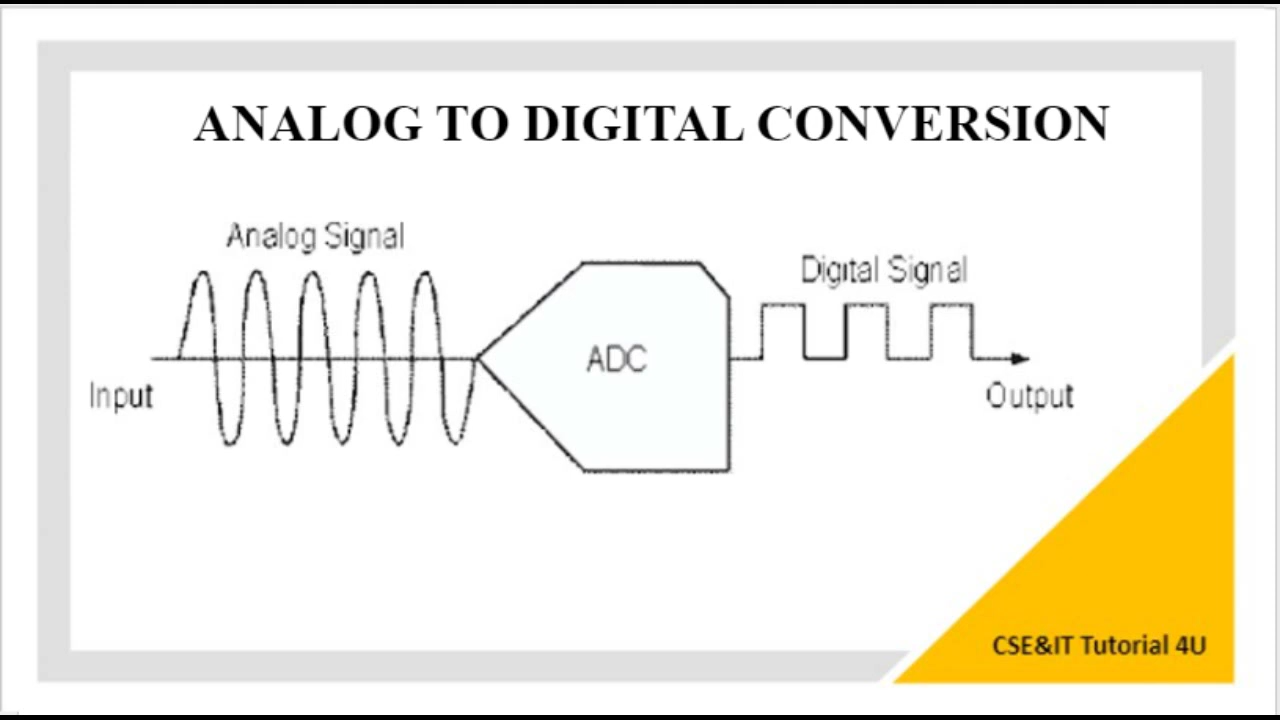 ANALOG TO DIGITAL CONVERSION
Analog Signal
Digital Signal
ADC
Input
Output
CSE&IT Tutorial 4U